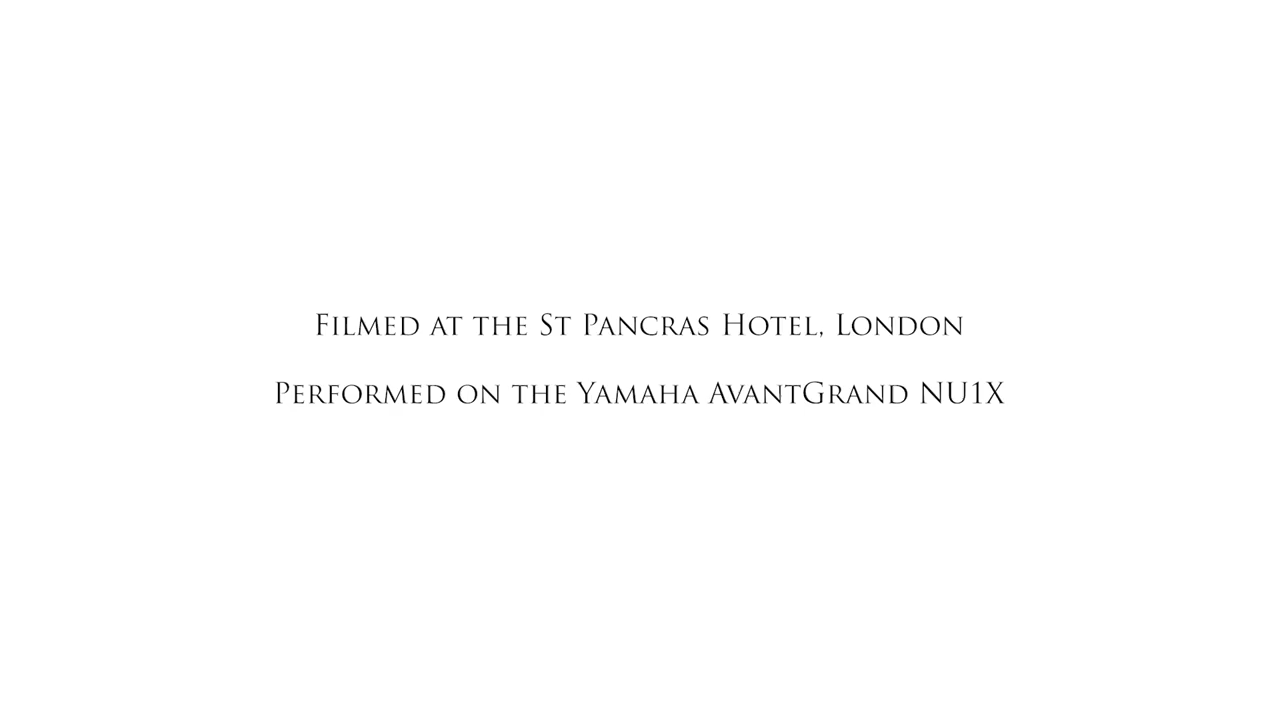 Filmed at the St Pancras Hotel, London
Performed on the Yamaha AvantGrand NU1X